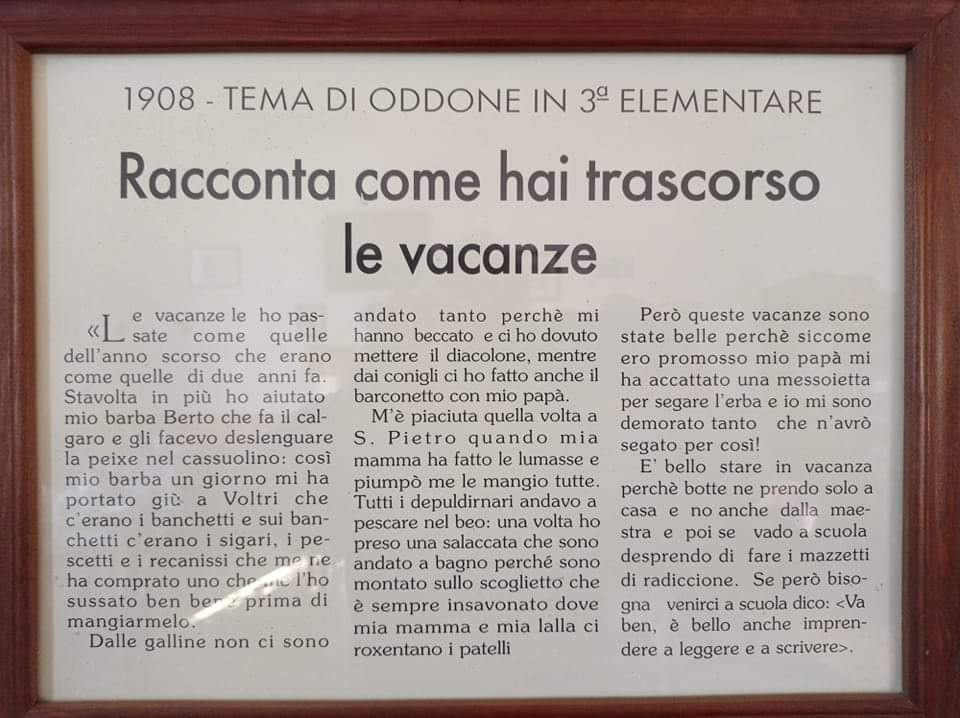 1908 - TEMA DI ODDONE IN 3ª ELEMENTARE
Racconta come hai trascorso
le vacanze
«Le vacanze le ho pas-
sate come quelle
dell'anno scorso che erano
come quelle di due anni fa.
Stavolta in più ho aiutato
mio barba Berto che fa il cal-
garo e gli facevo deslenguare
la peixe nel cassuolino: così
mio barba un giorno mi ha
portato giù a Voltri che
c'erano i banchetti e sui ban-
chetti c'erano i sigari, i pe-
scetti e i recanissi che me ne
ha comprato uno che me l'ho
sussato ben bene prima di
mangiarmelo.
Dalle galline non ci sono
andato tanto perchè mi
hanno beccato e ci ho dovuto
mettere il diacolone, mentre
dai conigli ci ho fatto anche il
barconetto con mio papà.
M'è piaciuta quella volta a
S. Pietro quando mia
mamma ha fatto le lumasse e
piumpò me le mangio tutte.
Tutti i depuldirnari andavo a
pescare nel beo: una volta ho
preso una salaccata che sono
andato a bagno perché sono
montato sullo scoglietto che
è sempre insavonato dove
mia mamma e mia lalla ci
roxentano i patelli
Però queste vacanze sono
state belle perchè siccome
ero promosso mio papà mi
ha accattato una messoietta
per segare l'erba e io mi sono
demorato tanto che n'avrò
segato per così!
E' bello stare in vacanza
perchè botte ne prendo solo a
casa e no anche dalla mae-
stra e poi se vado a scuola
desprendo di fare i mazzetti
di radiccione. Se però biso-
gna venirci a scuola dico: <Va
ben, è bello anche impren-
dere a leggere e a scrivere>.